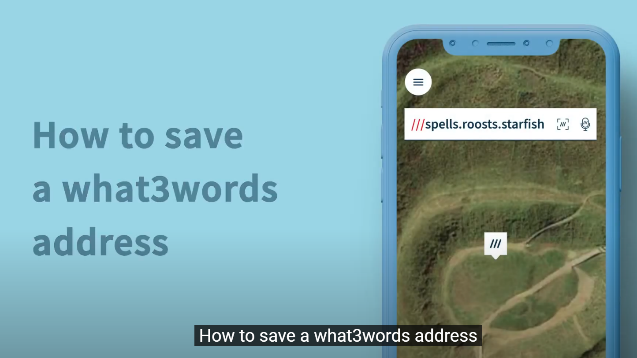 How to save
a what3words
address
///spells.roosts.starfish
///
How to save a what3words address